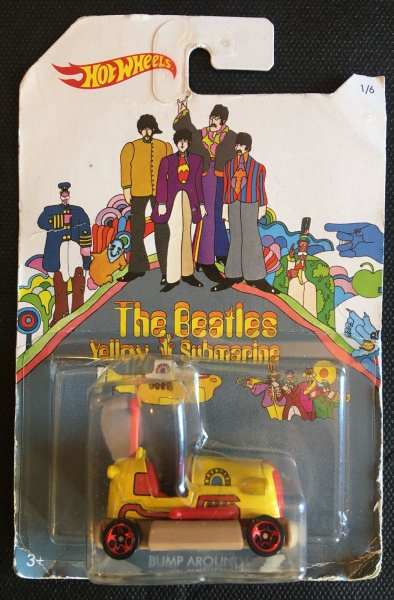 HOT WHEELS
1/6
The Beatles
Yellow Submarine
3+
BUMP AROUND